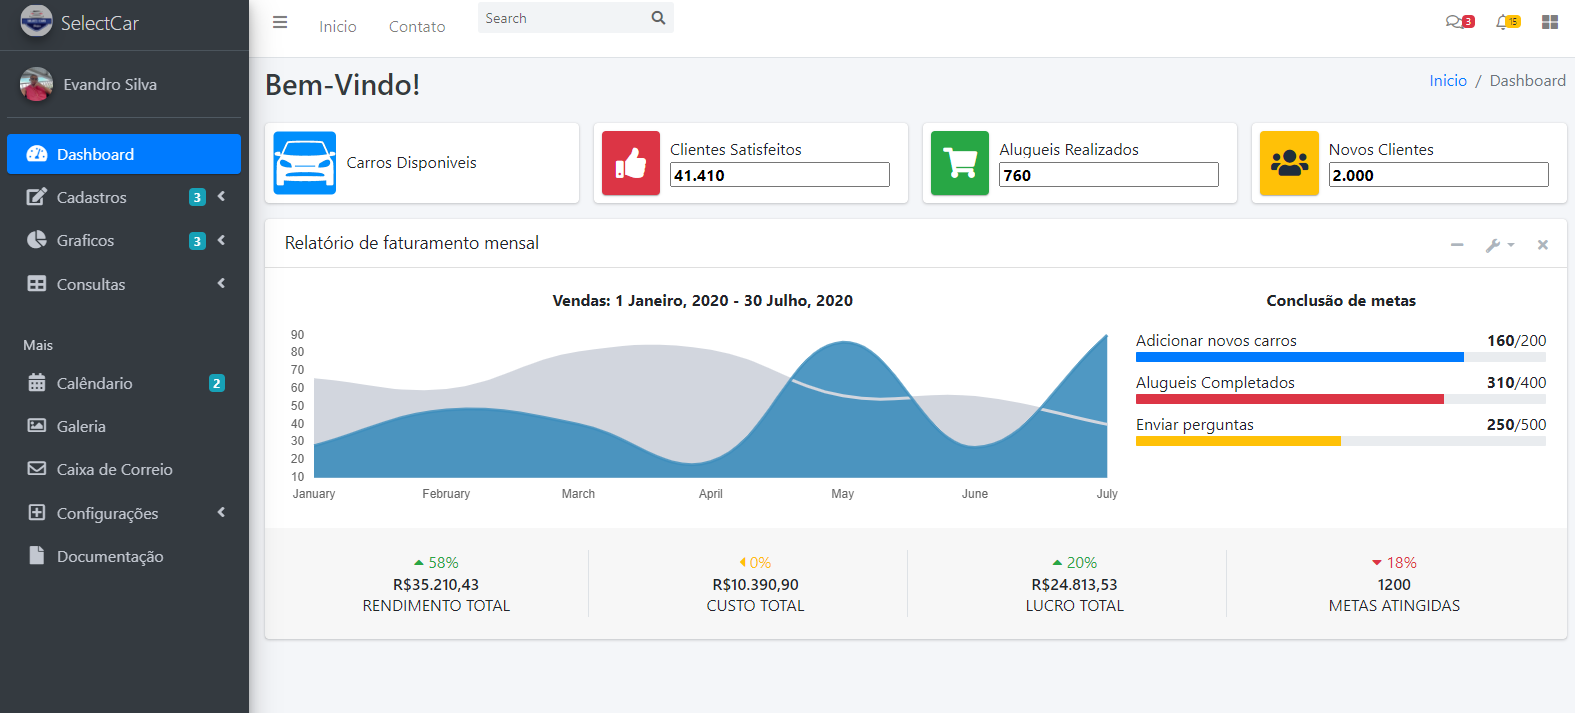 SelectCar
Inicio
Contato
Search
3
15
Evandro Silva
Dashboard
Cadastros 3
Graficos 3
Consultas
Mais
Calêndario 2
Galeria
Caixa de Correio
Configurações
Documentação
Bem-Vindo!
Inicio / Dashboard
Carros Disponiveis
Clientes Satisfeitos
41.410
Alugueis Realizados
760
Novos Clientes
2.000
Relatório de faturamento mensal
Vendas: 1 Janeiro, 2020 - 30 Julho, 2020
90
80
70
60
50
40
30
20
10
January February March April May June July
Conclusão de metas
Adicionar novos carros 160/200
Alugueis Completados 310/400
Enviar perguntas 250/500
58%
R$35.210,43
RENDIMENTO TOTAL
0%
R$10.390,90
CUSTO TOTAL
20%
R$24.813,53
LUCRO TOTAL
18%
1200
METAS ATINGIDAS